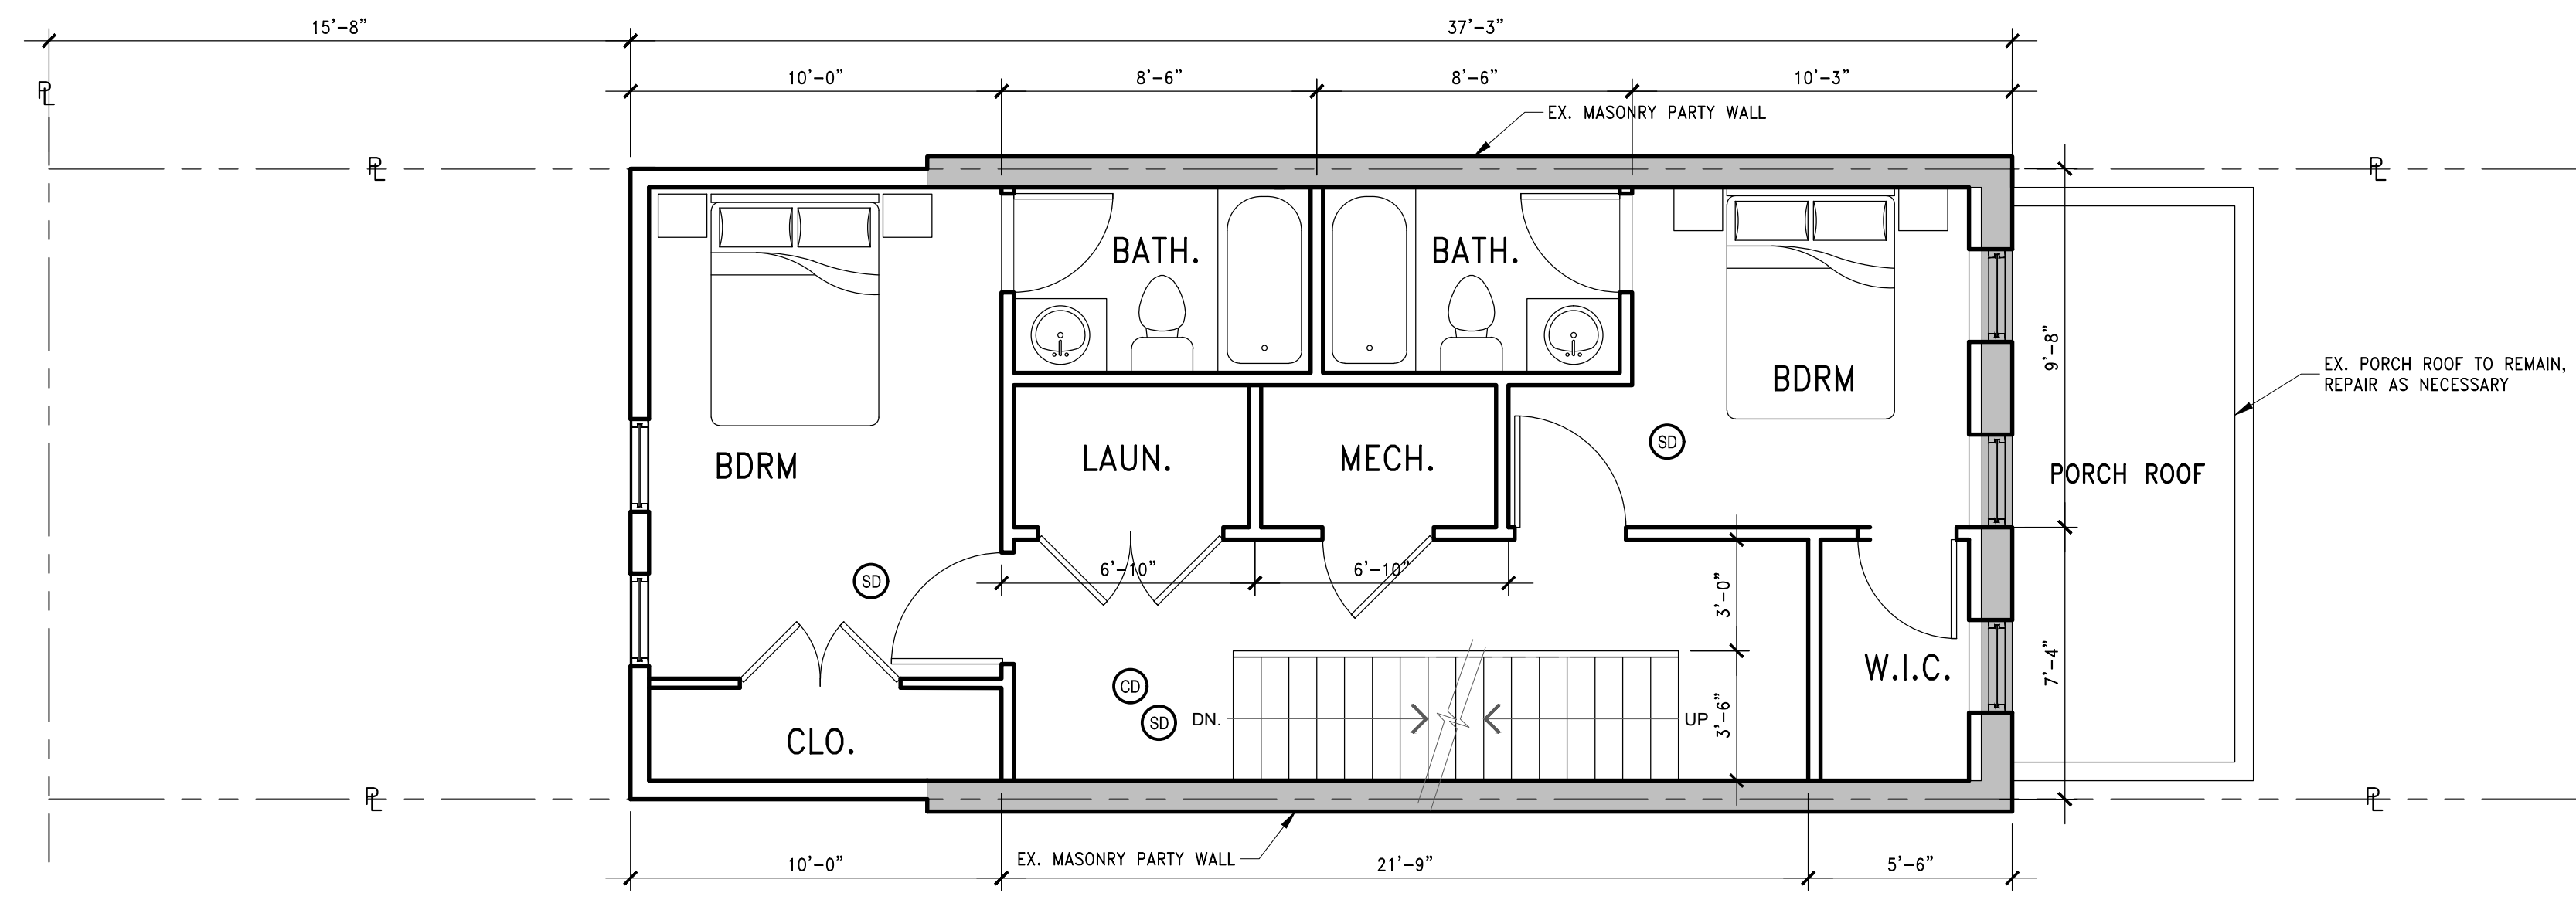 15'-8"
37'-3"
10'-0"
8'-6"
8'-6"
10'-3"
PL
EX. MASONRY PARTY WALL
PL
PL
BATH.
BATH.
9'-8"
EX. PORCH ROOF TO REMAIN,
REPAIR AS NECESSARY
BDRM
SD
BDRM
LAUN.
MECH.
PORCH ROOF
SD
6'-10"
6'-10"
3'-0"
W.I.C.
7'-4"
CD
SD
DN.
UP
3'-6"
CLO.
PL
PL
EX. MASONRY PARTY WALL
10'-0"
21'-9"
5'-6"